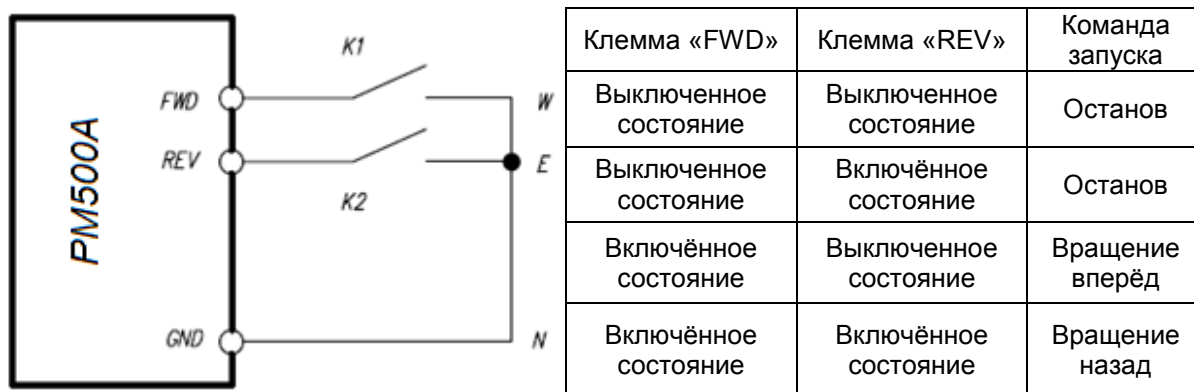 PM500A
K1
FWD
W
REV
E
K2
GND
N
Клемма «FWD» Клемма «REV» Команда
запуска
Выключенное Выключенное Останов
состояние состояние
Выключенное Включённое Останов
состояние состояние
Включённое Выключенное Вращение
состояние состояние вперёд
Включённое Включённое Вращение
состояние состояние назад